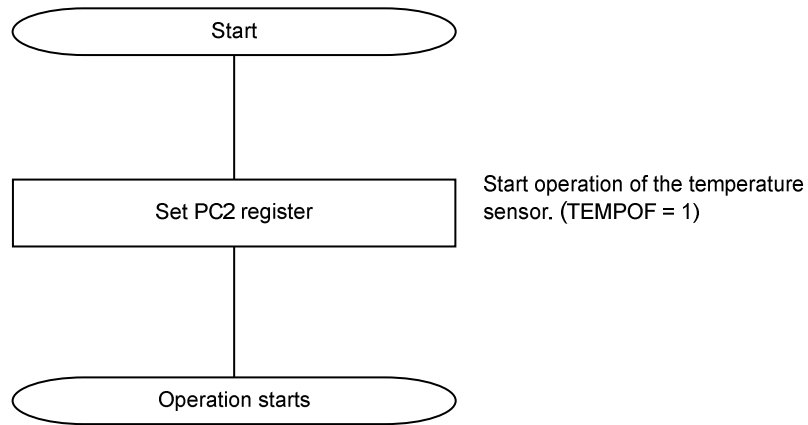 Start
Set PC2 register
Start operation of the temperature
sensor. (TEMPOF = 1)
Operation starts